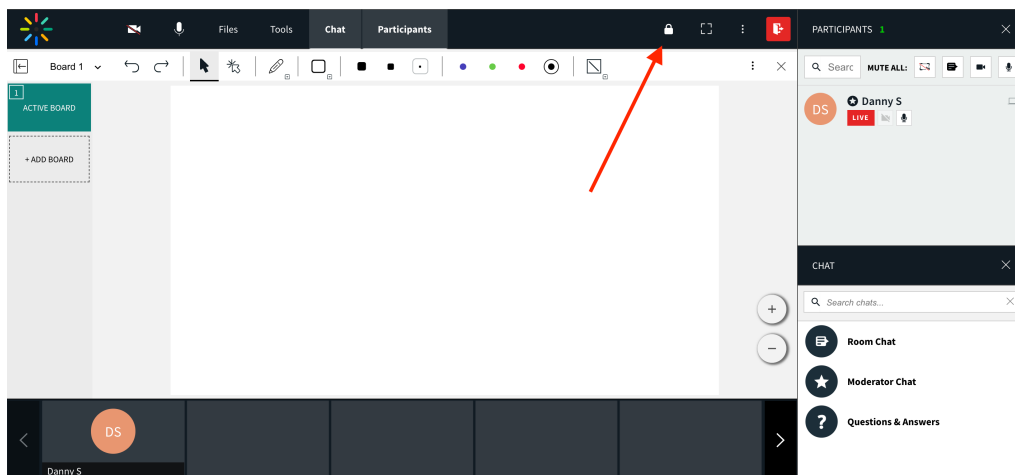 Files Tools Chat Participants
PARTICIPANTS 1
Board 1
Searc MUTE ALL:
1
ACTIVE BOARD
+ ADD BOARD
DS Danny S
LIVE
CHAT
Search chats...
Room Chat
Moderator Chat
? Questions & Answers
DS
Danny S